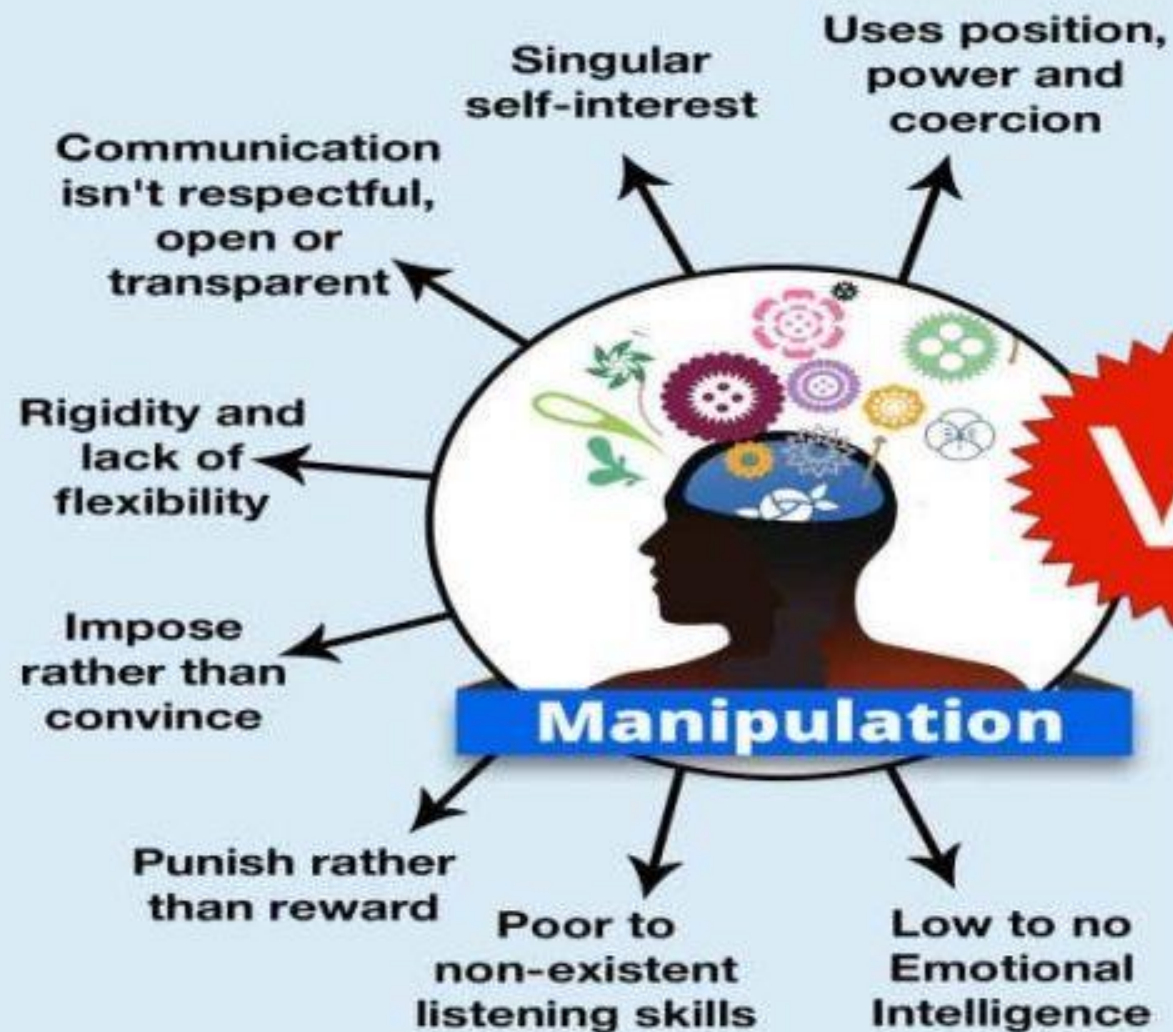 Singular
self-interest
Uses position,
power and
coercion
Communication
isn't respectful,
open or
transparent
Rigidity and
lack of
flexibility
Impose
rather than
convince
Manipulation
Punish rather
than reward
Poor to
non-existent
listening skills
Low to no
Emotional
Intelligence